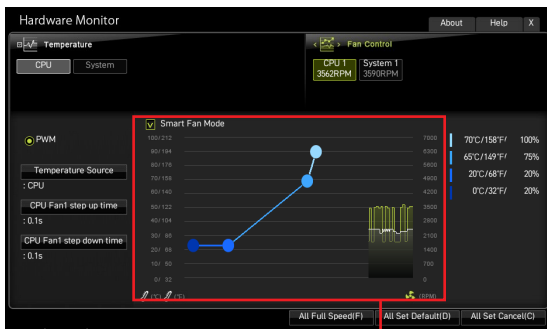 Hardware Monitor
About Help X
Temperature
Fan Control
CPU System
CPU 1 System 1
3562RPM 3590RPM
Smart Fan Mode
PWM
Temperature Source
: CPU
CPU Fan1 step up time
: 0.1s
CPU Fan1 step down time
: 0.1s
100/212 7000
90/194 6300
80/176 5600
70/158 4900
60/140 4200
50/122 3500
40/104 2800
30/ 86 2100
20/ 68 1400
10/ 50 700
0/ 32 0
(°C) (°F) (RPM)
70°C/158°F/ 100%
65°C/149°F/ 75%
20°C/68°F/ 20%
0°C/32°F/ 20%
All Full Speed(F) All Set Default(D) All Set Cancel(C)